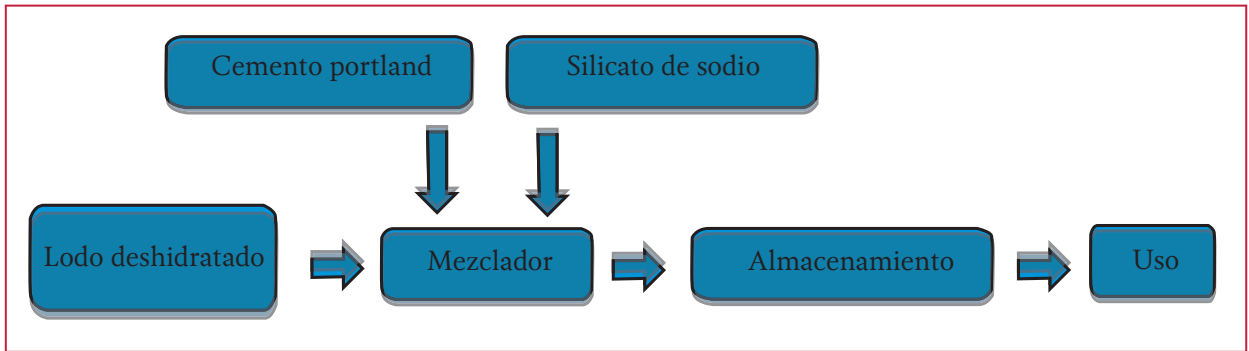 Cemento portland
Silicato de sodio
Lodo deshidratado
Mezclador
Almacenamiento
Uso